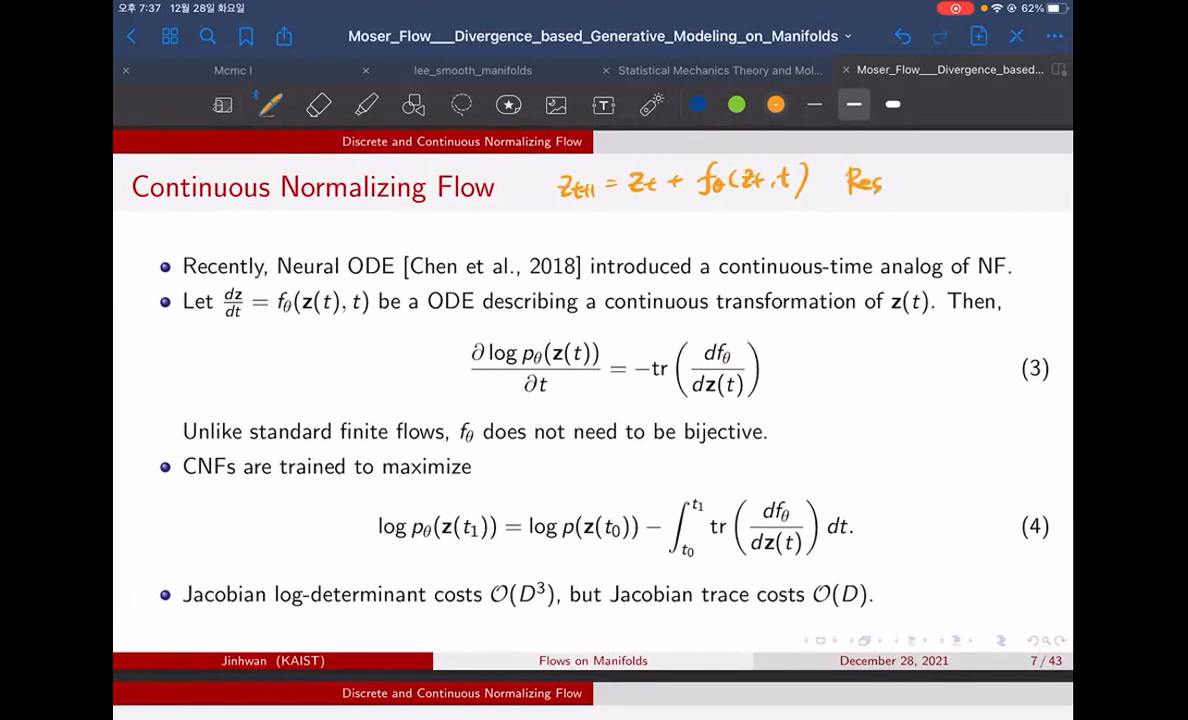 오후 7:37 12월 28일 화요일 62%
Moser_Flow___Divergence_based_Generative_Modeling_on_Manifolds
Mcmc I lee_smooth_manifolds Statistical Mechanics Theory and Mol... Moser_Flow___Divergence_based...
Discrete and Continuous Normalizing Flow
Continuous Normalizing Flow z_{t+1} = z_t + f_θ(z_t, t) Res
Recently, Neural ODE [Chen et al., 2018] introduced a continuous-time analog of NF.
Let dz/dt = f_θ(z(t), t) be a ODE describing a continuous transformation of z(t). Then,
∂ log p_θ(z(t)) / ∂t = −tr ( df_θ / dz(t) ) (3)
Unlike standard finite flows, f_θ does not need to be bijective.
CNFs are trained to maximize
log p_θ(z(t₁)) = log p(z(t₀)) − ∫_{t₀}^{t₁} tr ( df_θ / dz(t) ) dt. (4)
Jacobian log-determinant costs O(D³), but Jacobian trace costs O(D).
Jinhwan (KAIST) Flows on Manifolds December 28, 2021 7 / 43
Discrete and Continuous Normalizing Flow